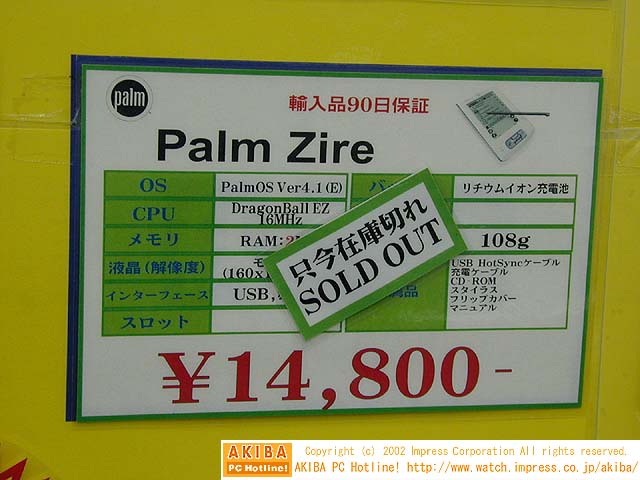 palm
輸入品90日保証
Palm Zire
OS
PalmOS Ver4.1(E)
リチウムイオン充電池
CPU
DragonBall EZ
16MHz
メモリ
RAM:2
108g
液晶(解像度)
(160x
インターフェース
USB,
スロット
只今在庫切れ
SOLD OUT
USB HotSyncケーブル
充電ケーブル
CD-ROM
スタイラス
フリップカバー
マニュアル
¥14,800-
AKIBA
PC Hotline!
Copyright (c) 2002 Impress Corporation All rights reserved.
AKIBA PC Hotline! http://www.watch.impress.co.jp/akiba/